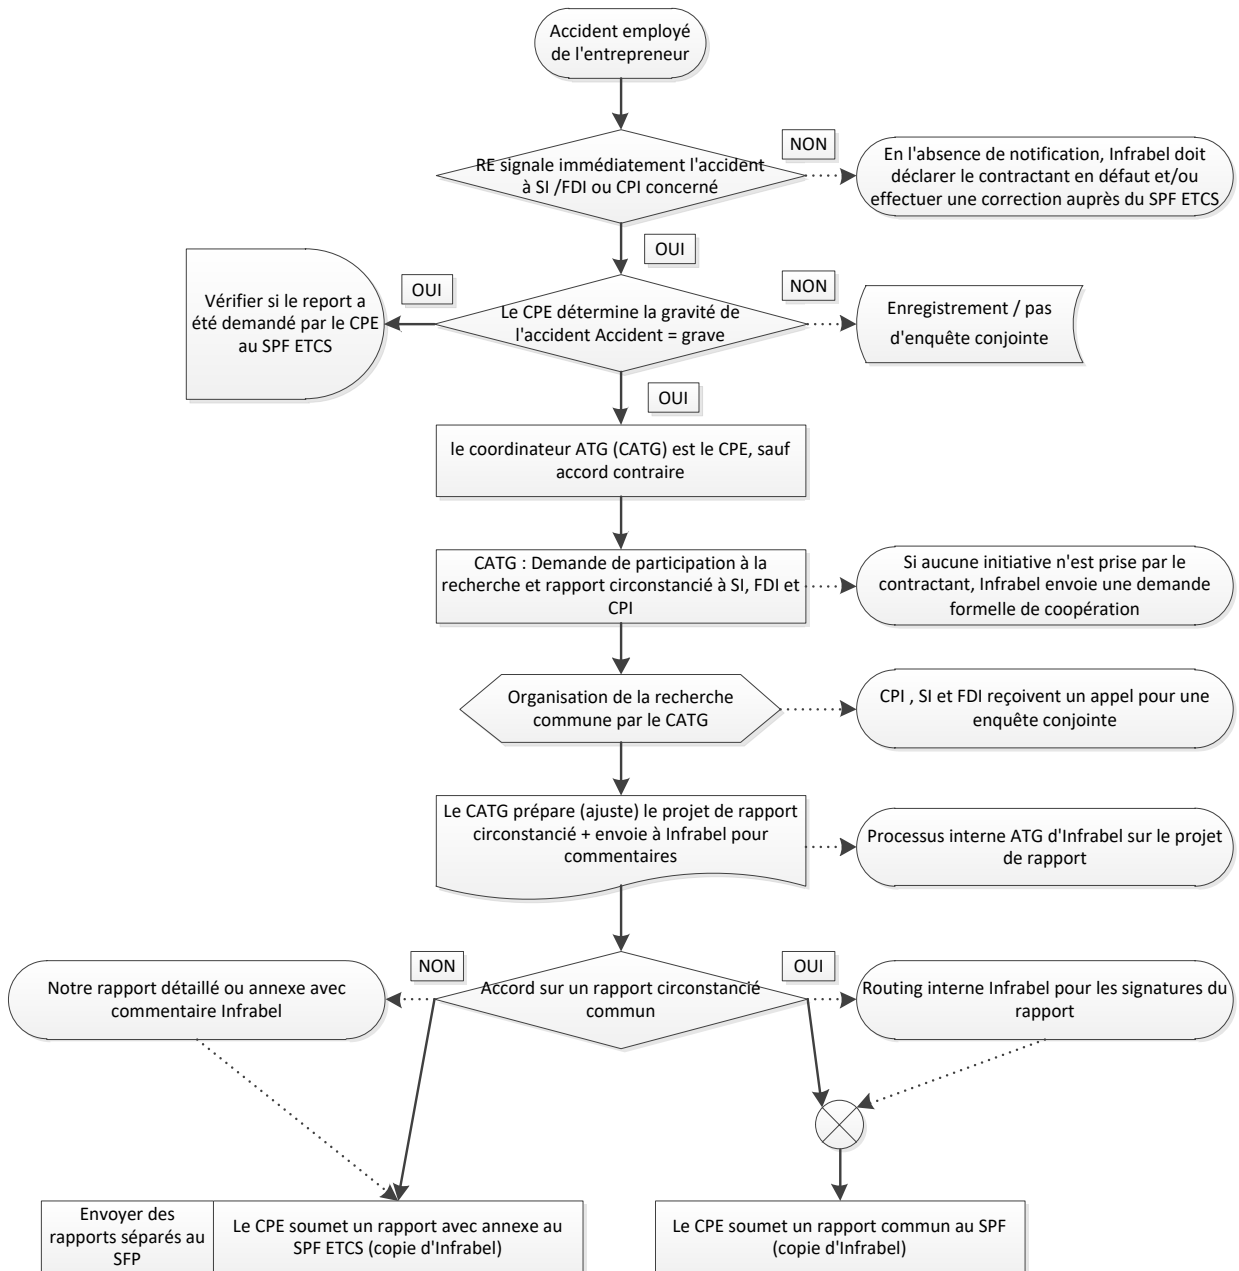 Accident employé
de l'entrepreneur
RE signale immédiatement l'accident
à SI /FDI ou CPI concerné
NON
En l'absence de notification, Infrabel doit
déclarer le contractant en défaut et/ou
effectuer une correction auprès du SPF ETCS
OUI
OUI
Vérifier si le report a
été demandé par le CPE
au SPF ETCS
Le CPE détermine la gravité de
l'accident Accident = grave
NON
Enregistrement / pas
d'enquête conjointe
OUI
le coordinateur ATG (CATG) est le CPE, sauf
accord contraire
CATG : Demande de participation à la
recherche et rapport circonstancié à SI, FDI et
CPI
Si aucune initiative n'est prise par le
contractant, Infrabel envoie une demande
formelle de coopération
Organisation de la recherche
commune par le CATG
CPI , SI et FDI reçoivent un appel pour une
enquête conjointe
Le CATG prépare (ajuste) le projet de rapport
circonstancié + envoie à Infrabel pour
commentaires
Processus interne ATG d'Infrabel sur le projet
de rapport
NON
OUI
Notre rapport détaillé ou annexe avec
commentaire Infrabel
Accord sur un rapport circonstancié
commun
Routing interne Infrabel pour les signatures du
rapport
Envoyer des
rapports séparés au
SFP
Le CPE soumet un rapport avec annexe au
SPF ETCS (copie d'Infrabel)
Le CPE soumet un rapport commun au SPF
(copie d'Infrabel)